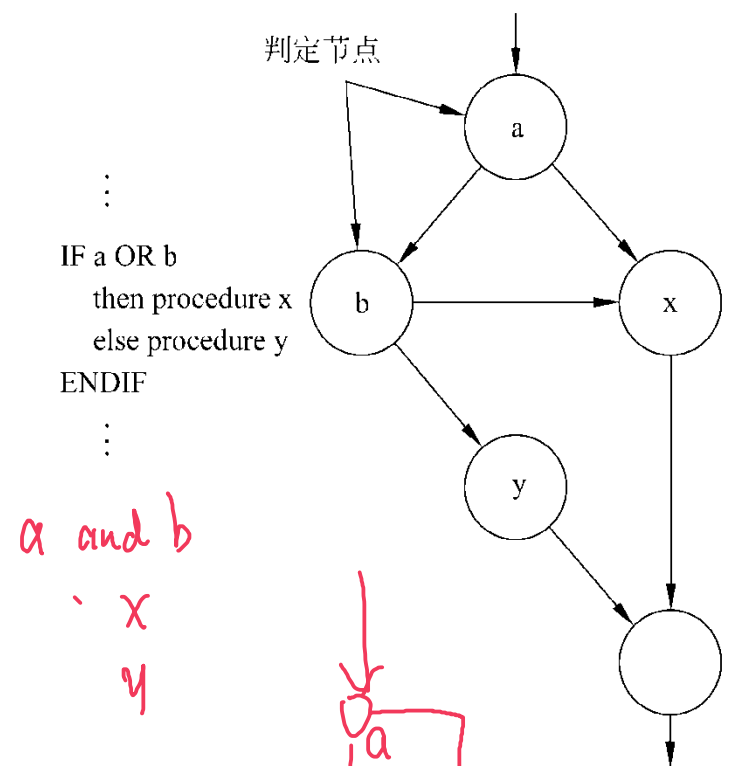 判定节点
a
⋮
IF a OR b
then procedure x
else procedure y
ENDIF
⋮
b
x
y
a and b
x
y
a